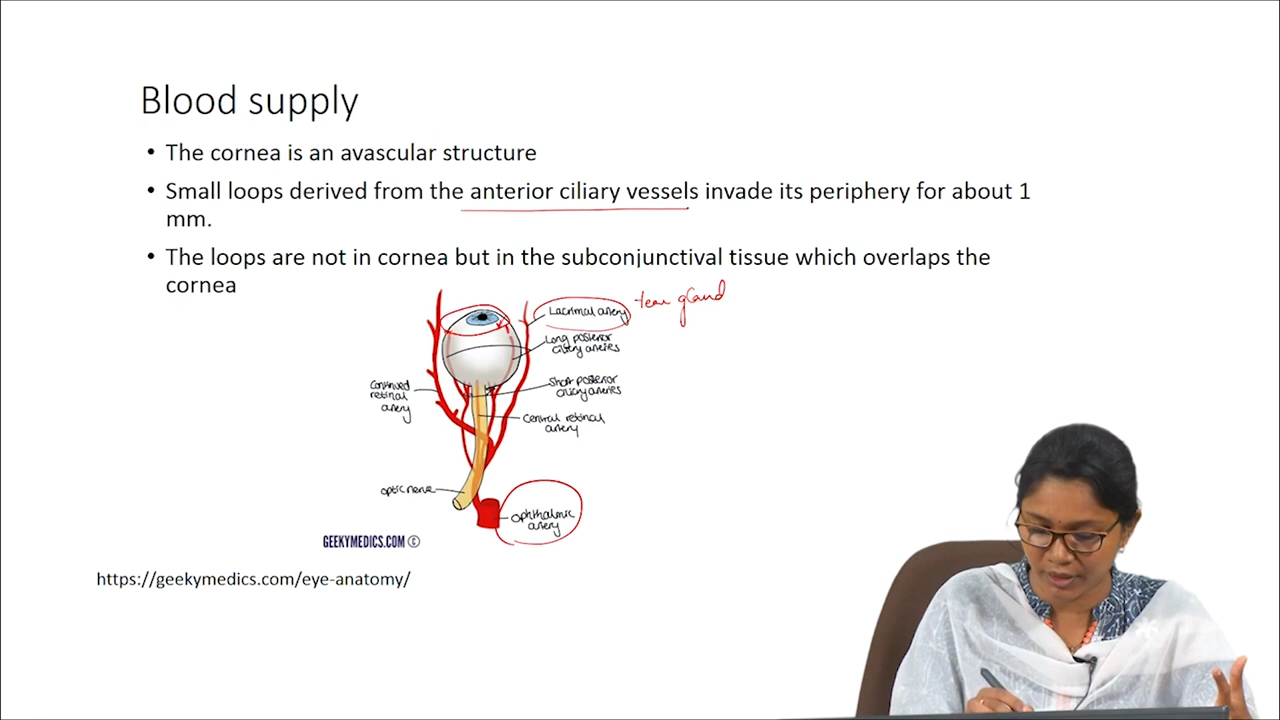 Blood supply
• The cornea is an avascular structure
• Small loops derived from the anterior ciliary vessels invade its periphery for about 1
mm.
• The loops are not in cornea but in the subconjunctival tissue which overlaps the
cornea
tear gland
Lacrimal artery
Long posterior
ciliary arteries
Short posterior
ciliary arteries
Continued
retinal
artery
Central retinal
artery
optic nerve
Ophthalmic
artery
GEEKYMEDICS.COM ©
https://geekymedics.com/eye-anatomy/